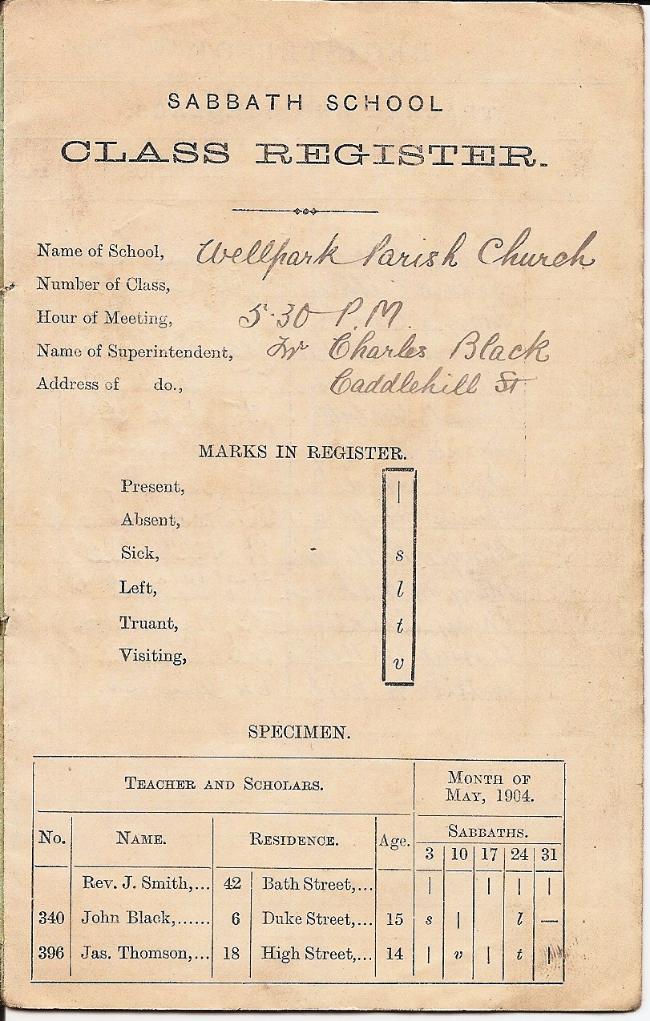 SABBATH SCHOOL
CLASS REGISTER.
Name of School, Wellpark Parish Church
Number of Class,
Hour of Meeting, 5.30 P.M.
Name of Superintendent, Charles Black
Address of do., Caddlehill St
MARKS IN REGISTER.
Present, |
Absent,
Sick, s
Left, l
Truant, t
Visiting, v
SPECIMEN.
TEACHER AND SCHOLARS. MONTH OF
MAY, 1904.
No. NAME. RESIDENCE. Age. SABBATHS.
3 10 17 24 31
Rev. J. Smith,... 42 Bath Street,... | | | |
340 John Black,...... 6 Duke Street,... 15 s | l —
396 Jas. Thomson,... 18 High Street,... 14 | v | t |